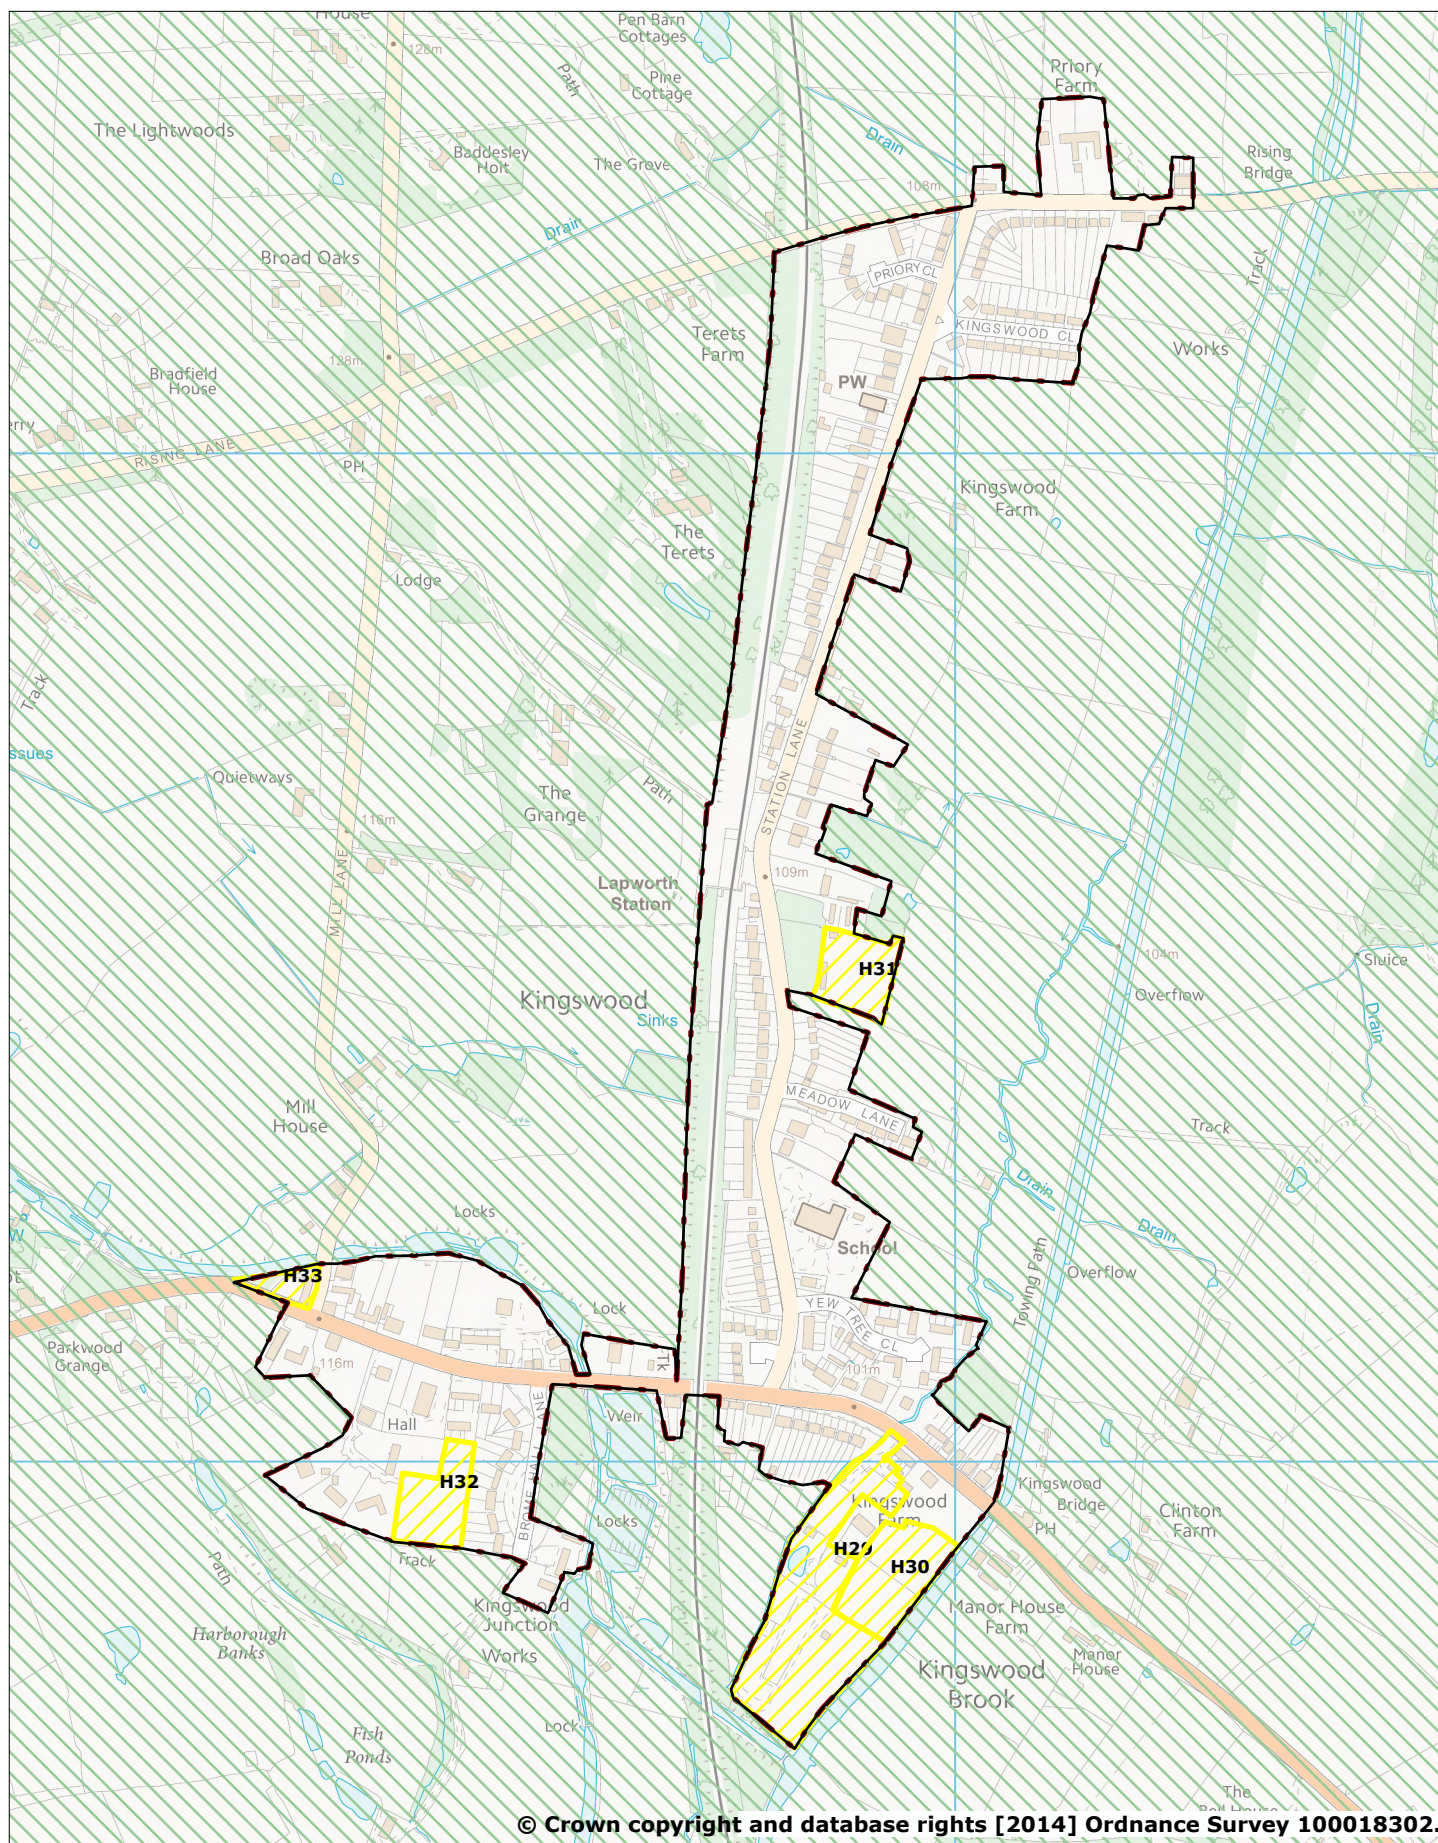 House
Pen Barn
Cottages
128m
Path
Pine
Cottage
Priory
Farm
The Lightwoods
Baddesley
Holt
The Grove
Drain
Rising
Bridge
108m
Drain
Broad Oaks
PRIORY CL
Track
Terets
Farm
KINGSWOOD CL
Works
128m
Bradfield
House
PW
erry
RISING LANE
PH
Kingswood
Farm
The
Terets
Lodge
Track
STATION LANE
ssues
Quietways
Path
The
Grange
116m
MILL LANE
109m
Lapworth
Station
H31
104m
Sluice
Overflow
Kingswood
Sinks
Drain
Mill
House
MEADOW LANE
Track
Drain
Locks
Drain
W
School
Towing Path
Overflow
H33
ot
Lock
YEW TREE CL
Parkwood
Grange
116m
Tk
101m
Hall
Weir
BROME HALL LANE
H32
Kingswood
Farm
Kingswood
Bridge
PH
Clinton
Farm
Locks
H29
H30
Track
Path
Kingswood
Junction
Manor House
Farm
Harborough
Banks
Works
Manor
House
Kingswood
Brook
Lock
Fish
Ponds
The
© Crown copyright and database rights [2014] Ordnance Survey 100018302.